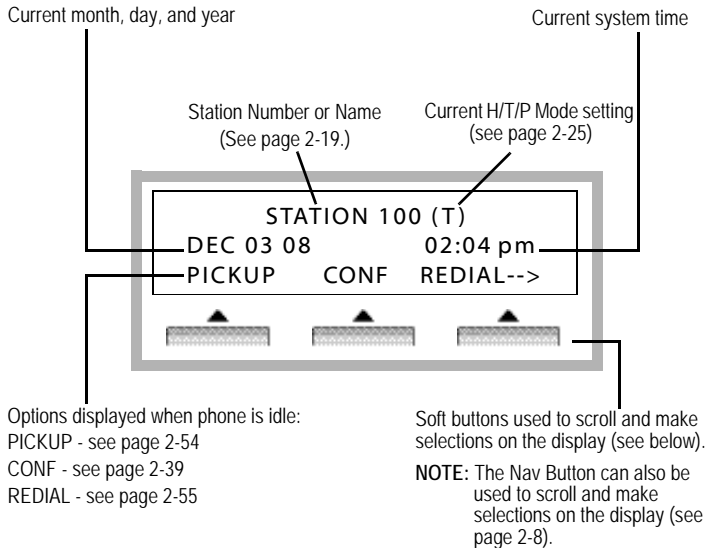 Current month, day, and year
Current system time
Station Number or Name
(See page 2-19.)
Current H/T/P Mode setting
(see page 2-25)
STATION 100 (T)
DEC 03 08 02:04 pm
PICKUP CONF REDIAL-->
Options displayed when phone is idle:
PICKUP - see page 2-54
CONF - see page 2-39
REDIAL - see page 2-55
Soft buttons used to scroll and make
selections on the display (see below).
NOTE: The Nav Button can also be
used to scroll and make
selections on the display (see
page 2-8).